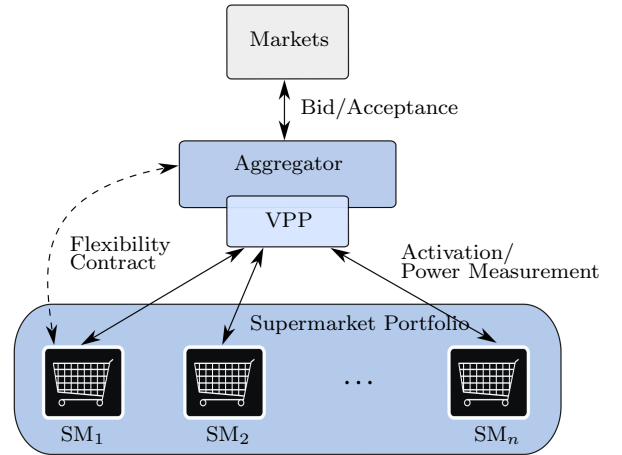 Markets
Bid/Acceptance
Aggregator
VPP
Flexibility
Contract
Activation/
Power Measurement
Supermarket Portfolio
SM₁
SM₂
...
SMₙ